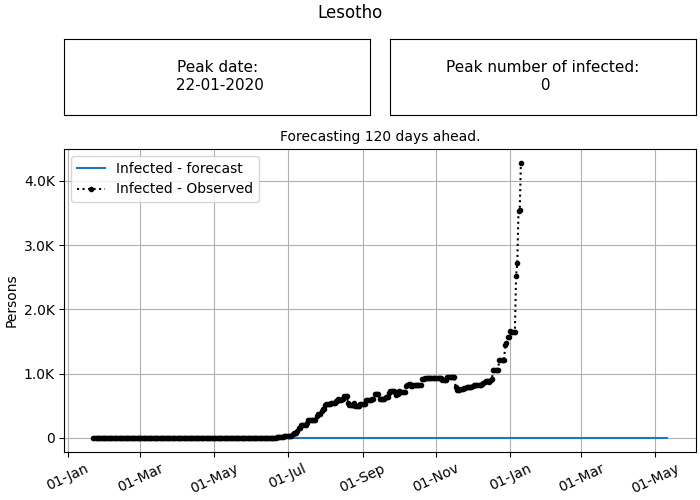 Lesotho
Peak date:
22-01-2020
Peak number of infected:
0
Forecasting 120 days ahead.
Infected - forecast
Infected - Observed
Persons
4.0K
3.0K
2.0K
1.0K
0
01-Jan
01-Mar
01-May
01-Jul
01-Sep
01-Nov
01-Jan
01-Mar
01-May